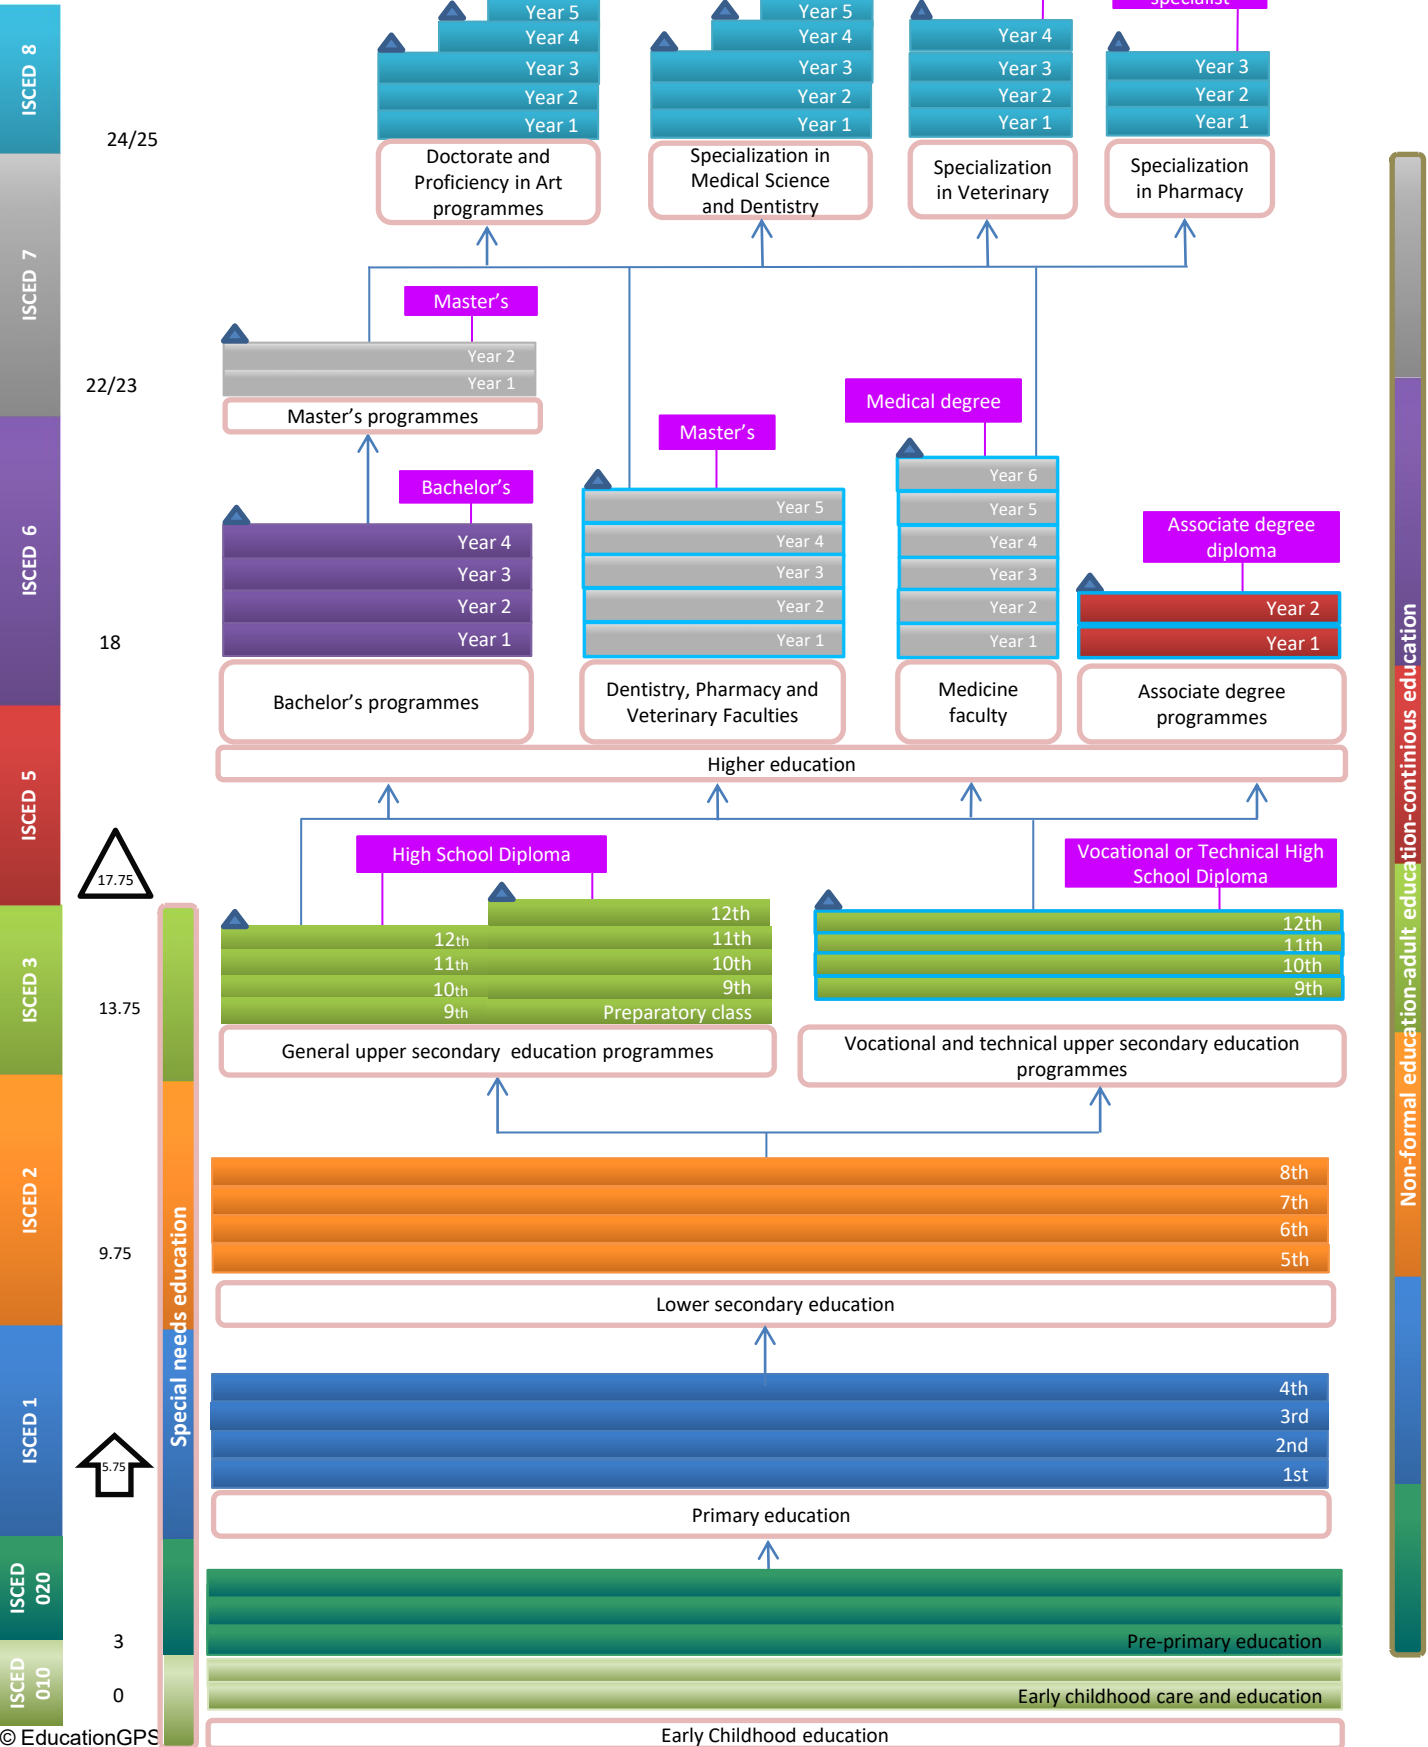 ISCED 8
24/25
Year 5
Year 4
Year 3
Year 2
Year 1
Doctorate and
Proficiency in Art
programmes
Year 5
Year 4
Year 3
Year 2
Year 1
Specialization in
Medical Science
and Dentistry
Year 4
Year 3
Year 2
Year 1
Specialization
in Veterinary
specialist
Year 3
Year 2
Year 1
Specialization
in Pharmacy
ISCED 7
22/23
Master's
Year 2
Year 1
Master's programmes
ISCED 6
18
Bachelor's
Year 4
Year 3
Year 2
Year 1
Bachelor's programmes
Master's
Year 5
Year 4
Year 3
Year 2
Year 1
Dentistry, Pharmacy and
Veterinary Faculties
Medical degree
Year 6
Year 5
Year 4
Year 3
Year 2
Year 1
Medicine
faculty
Associate degree
diploma
Year 2
Year 1
Associate degree
programmes
Higher education
ISCED 5
17.75
High School Diploma
Vocational or Technical High
School Diploma
ISCED 3
13.75
12th
11th
10th
9th
12th
11th
10th
9th
Preparatory class
General upper secondary education programmes
12th
11th
10th
9th
Vocational and technical upper secondary education
programmes
ISCED 2
9.75
8th
7th
6th
5th
Lower secondary education
ISCED 1
5.75
4th
3rd
2nd
1st
Primary education
ISCED
020
3
Pre-primary education
ISCED
010
0
Early childhood care and education
Early Childhood education
Special needs education
Non-formal education-adult education-continious education
© EducationGPS